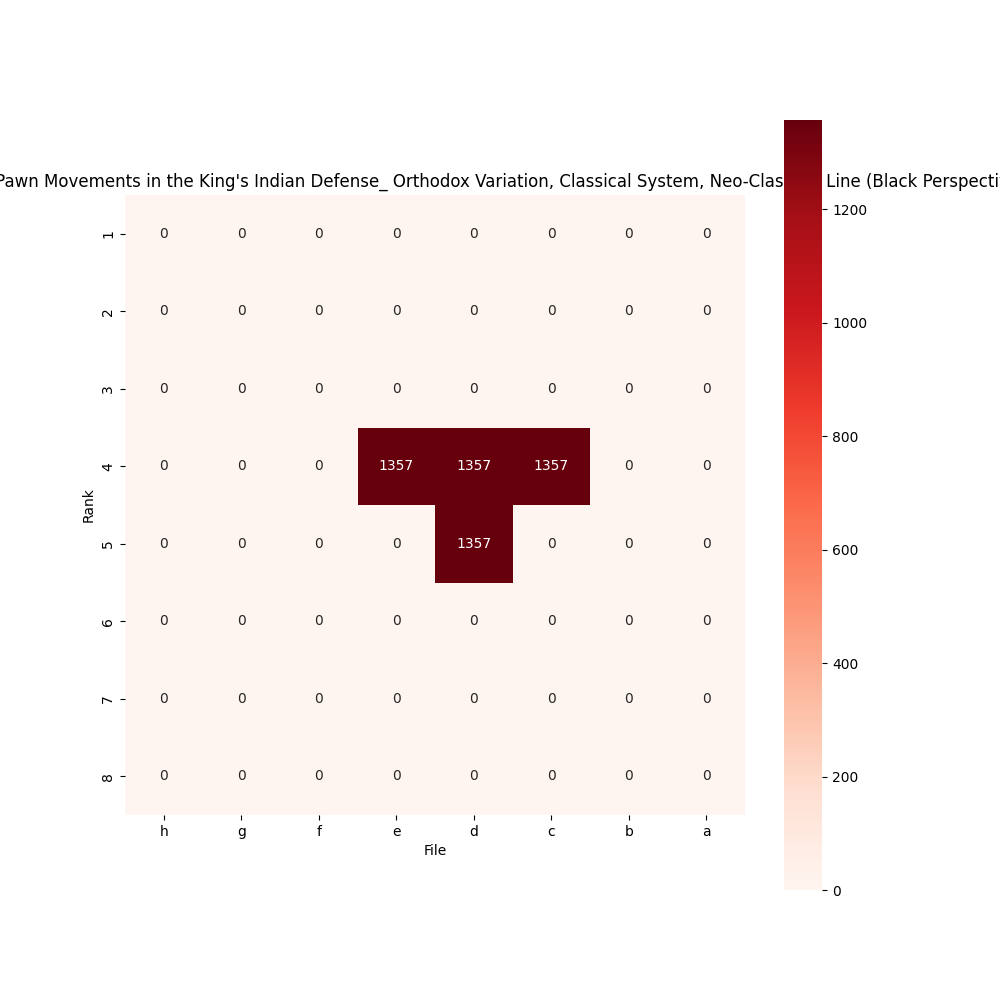 Pawn Movements in the King's Indian Defense_ Orthodox Variation, Classical System, Neo-Clas Line (Black Perspecti
1 0 0 0 0 0 0 0 0
2 0 0 0 0 0 0 0 0
3 0 0 0 0 0 0 0 0
4 0 0 0 1357 1357 1357 0 0
5 0 0 0 0 1357 0 0 0
6 0 0 0 0 0 0 0 0
7 0 0 0 0 0 0 0 0
8 0 0 0 0 0 0 0 0
h g f e d c b a
File
Rank
1200
1000
800
600
400
200
0